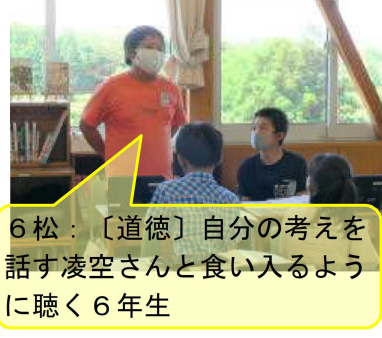 ６松：〔道徳〕自分の考えを
話す凌空さんと食い入るよう
に聴く６年生